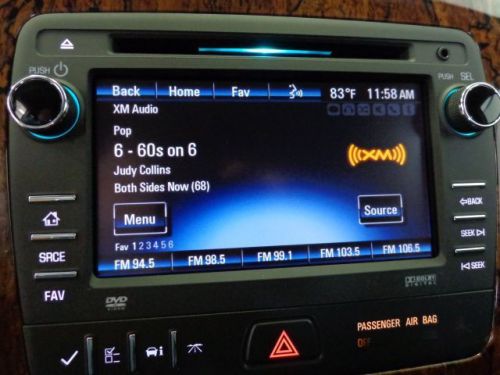 PUSH
PUSH SEL
Back Home Fav 83°F 11:58 AM
XM Audio
Pop
6 - 60s on 6
((XM))
Judy Collins
Both Sides Now (68)
Menu
Source
Fav 1 2 3 4 5 6
FM 94.5 FM 98.5 FM 99.1 FM 103.5 FM 106.5
SRCE
FAV
BACK
SEEK
SEEK
DVD
VIDEO
DOLBY
DIGITAL
PASSENGER AIR BAG
OFF